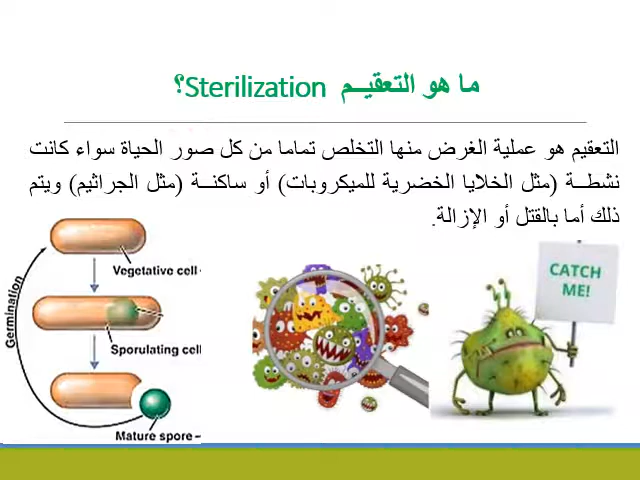 ما هو التعقيــم Sterilization؟
التعقيم هو عملية الغرض منها التخلص تماما من كل صور الحياة سواء كانت
نشطــة (مثل الخلايا الخضرية للميكروبات) أو ساكنــة (مثل الجراثيم) ويتم
ذلك أما بالقتل أو الإزالة.
Vegetative cell
Germination
Sporulating cell
Mature spore
CATCH
ME!